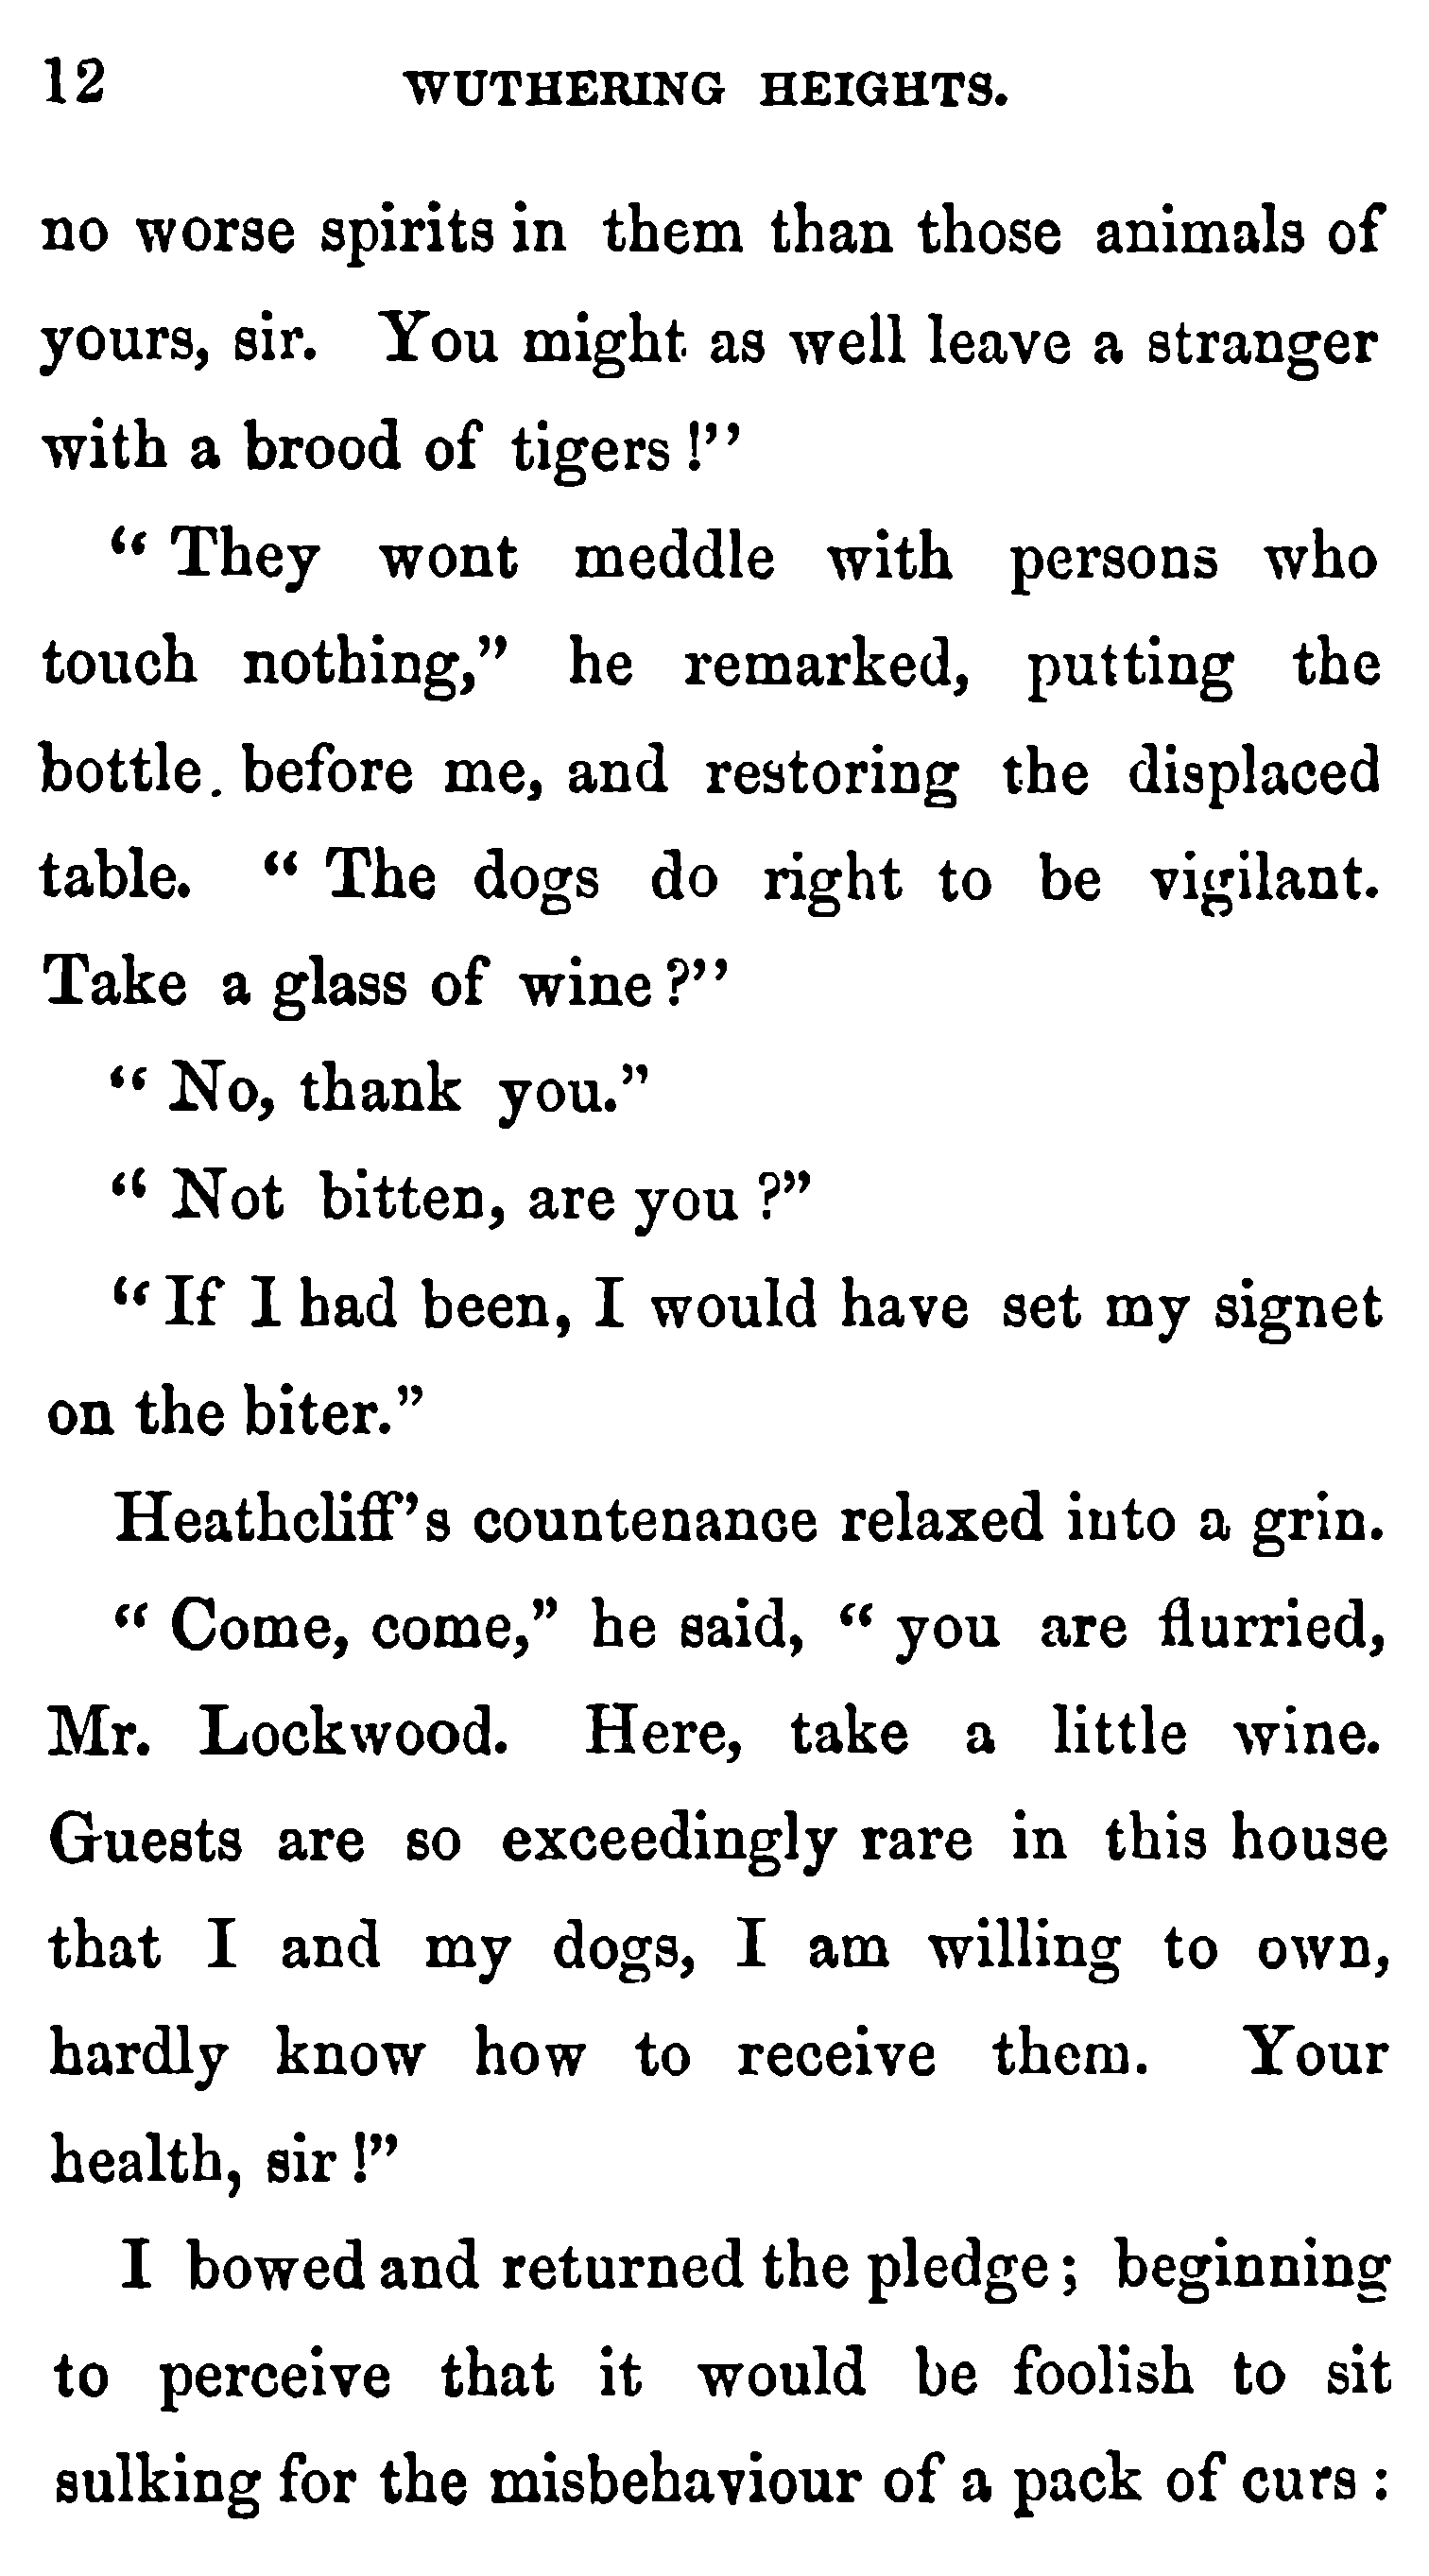 12 WUTHERING HEIGHTS.
no worse spirits in them than those animals of
yours, sir. You might as well leave a stranger
with a brood of tigers!”
“They wont meddle with persons who
touch nothing,” he remarked, putting the
bottle. before me, and restoring the displaced
table. “The dogs do right to be vigilant.
Take a glass of wine?”
“No, thank you.”
“Not bitten, are you?”
“If I had been, I would have set my signet
on the biter.”
Heathcliff’s countenance relaxed into a grin.
“Come, come,” he said, “you are flurried,
Mr. Lockwood. Here, take a little wine.
Guests are so exceedingly rare in this house
that I and my dogs, I am willing to own,
hardly know how to receive them. Your
health, sir!”
I bowed and returned the pledge; beginning
to perceive that it would be foolish to sit
sulking for the misbehaviour of a pack of curs: